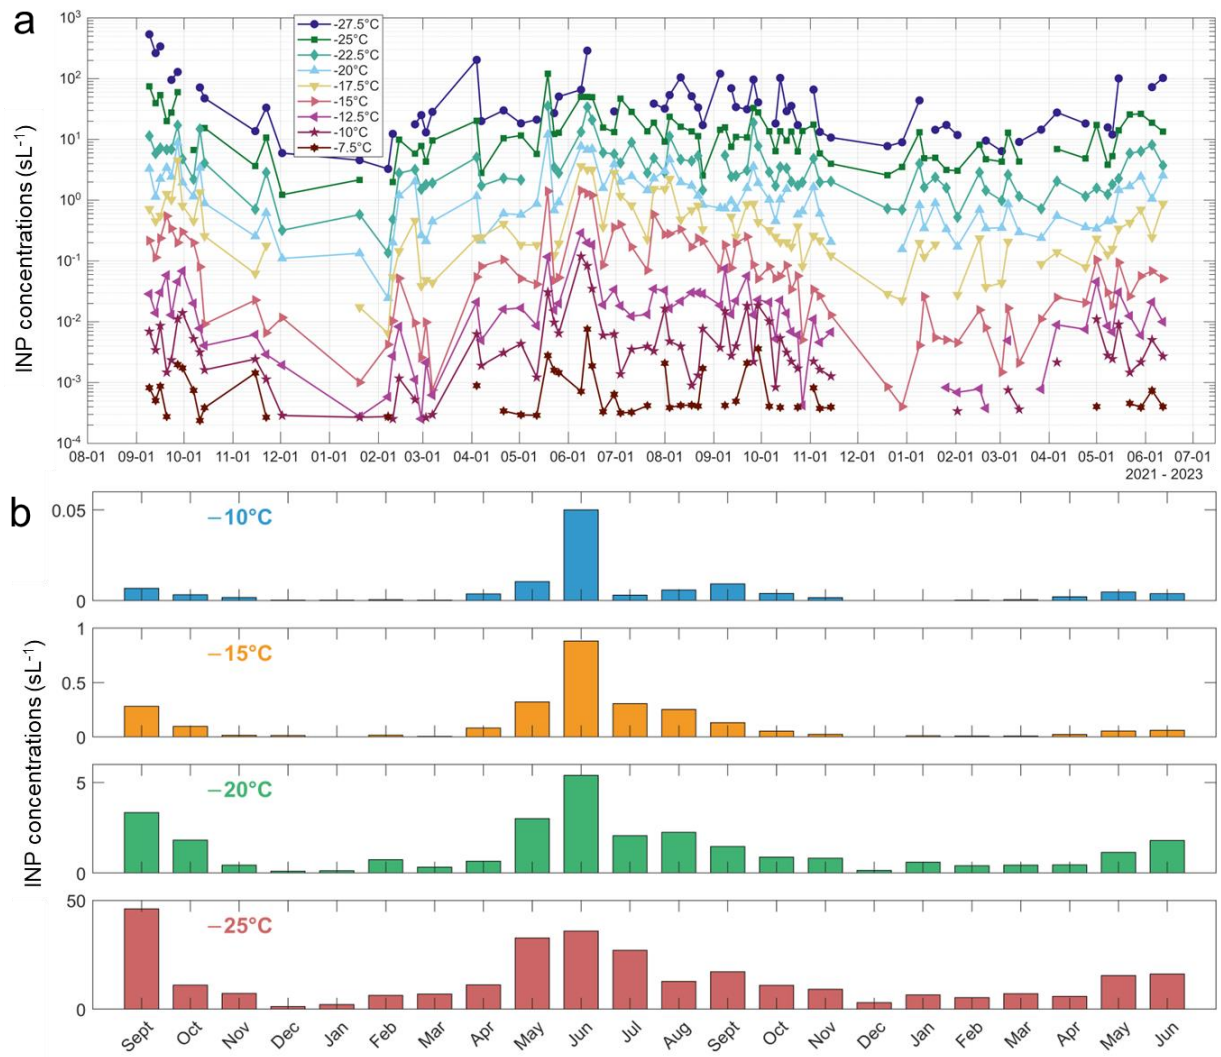 a
INP concentrations (sL-1)
10^3
10^2
10^1
10^0
10^-1
10^-2
10^-3
10^-4
-27.5°C
-25°C
-22.5°C
-20°C
-17.5°C
-15°C
-12.5°C
-10°C
-7.5°C
08-01 09-01 10-01 11-01 12-01 01-01 02-01 03-01 04-01 05-01 06-01 07-01 08-01 09-01 10-01 11-01 12-01 01-01 02-01 03-01 04-01 05-01 06-01 07-01
2021 - 2023
b
INP concentrations (sL-1)
0.05
0
−10°C
1
0.5
0
−15°C
5
0
−20°C
50
0
−25°C
Sept Oct Nov Dec Jan Feb Mar Apr May Jun Jul Aug Sept Oct Nov Dec Jan Feb Mar Apr May Jun